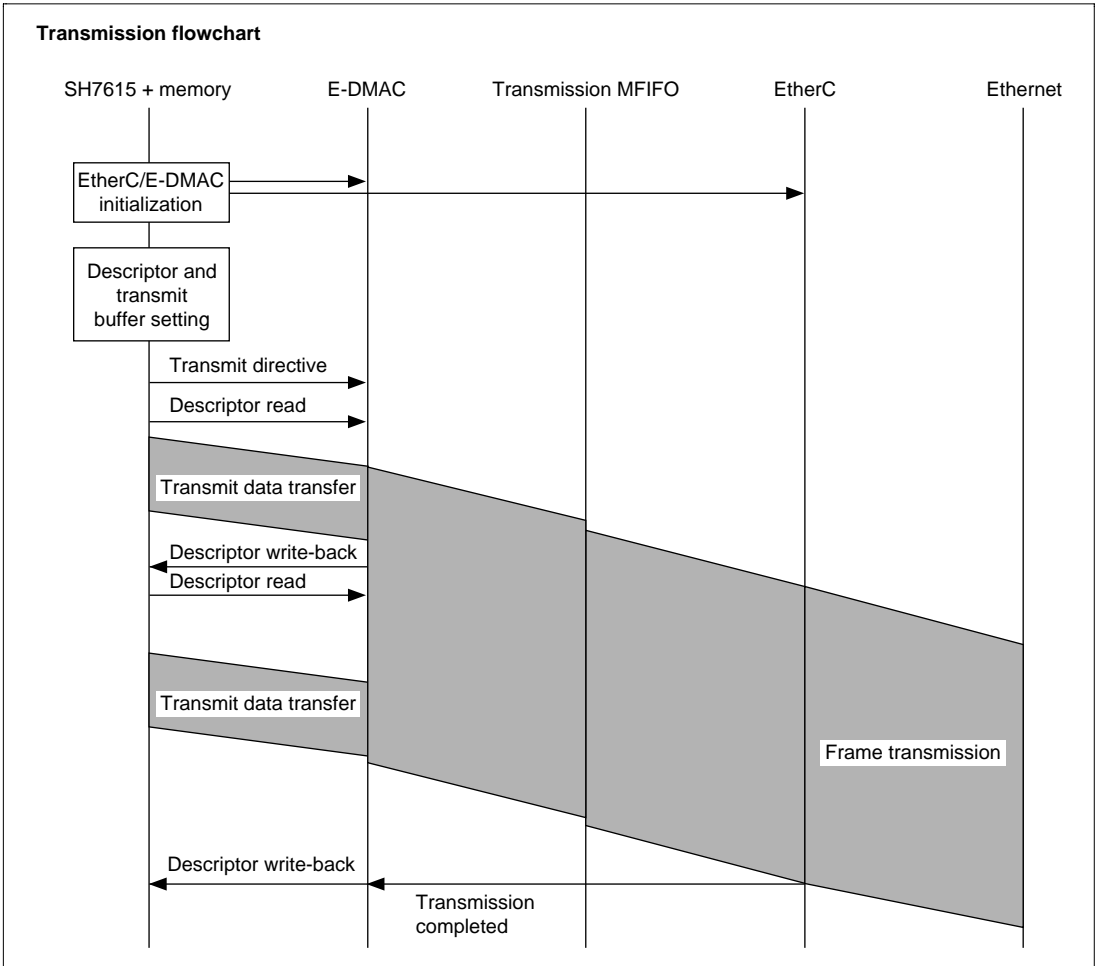 Transmission flowchart
SH7615 + memory
E-DMAC
Transmission MFIFO
EtherC
Ethernet
EtherC/E-DMAC
initialization
Descriptor and
transmit
buffer setting
Transmit directive
Descriptor read
Transmit data transfer
Descriptor write-back
Descriptor read
Transmit data transfer
Frame transmission
Descriptor write-back
Transmission
completed